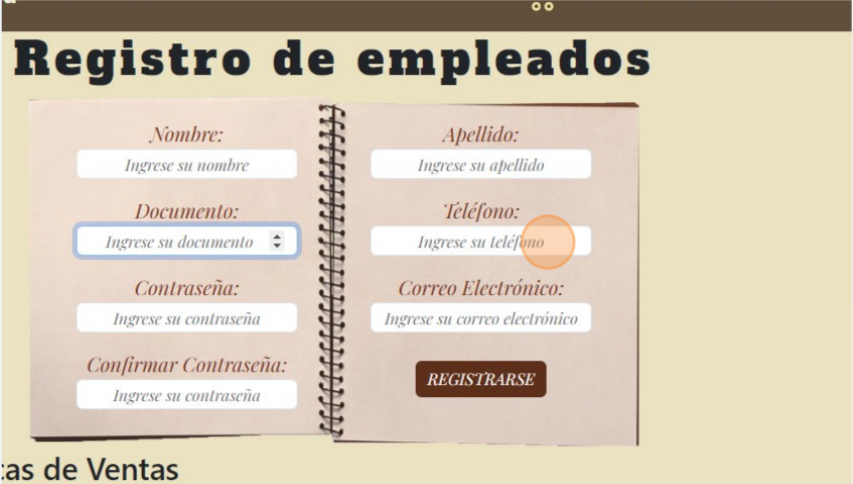 Registro de empleados
Nombre:
Ingrese su nombre
Apellido:
Ingrese su apellido
Documento:
Ingrese su documento
Teléfono:
Ingrese su teléfono
Contraseña:
Ingrese su contraseña
Correo Electrónico:
Ingrese su correo electrónico
Confirmar Contraseña:
Ingrese su contraseña
REGISTRARSE
de Ventas